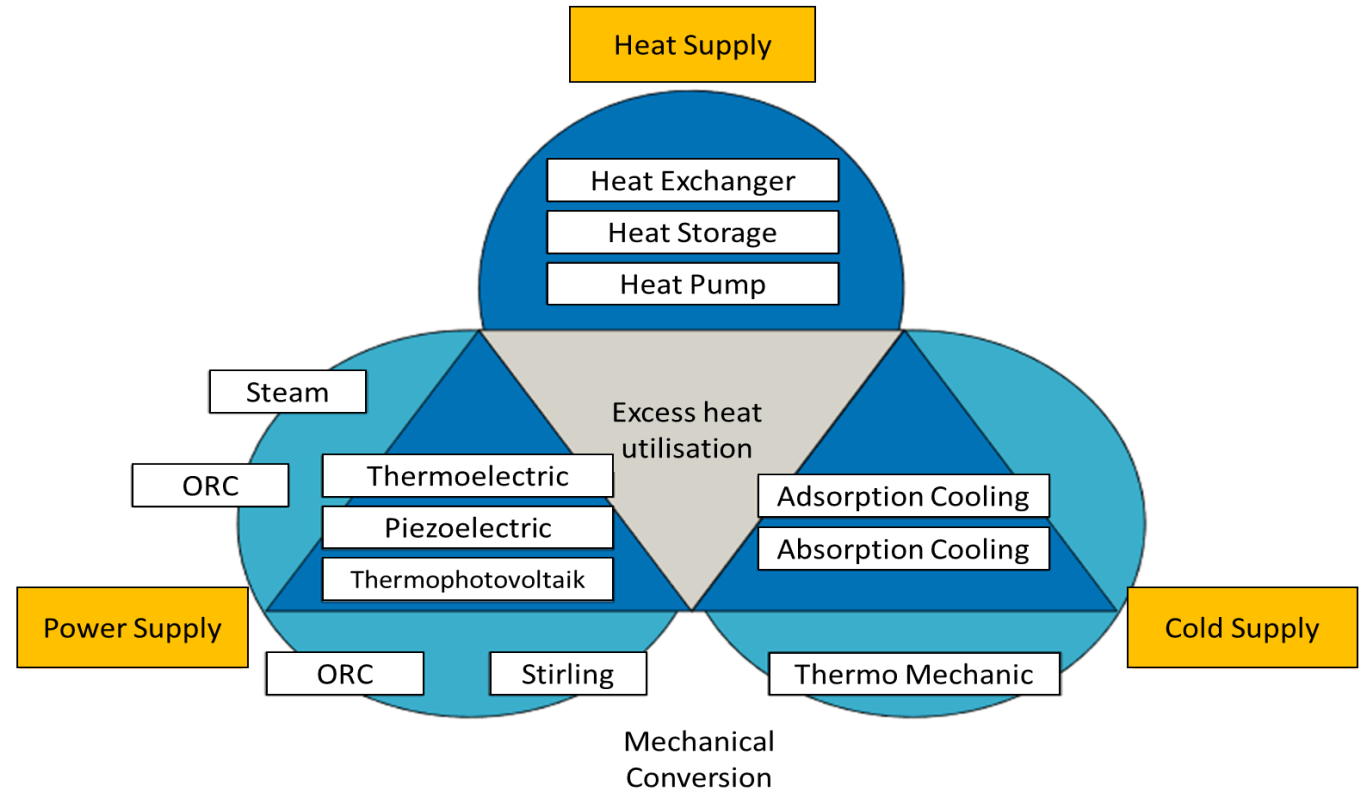 Heat Supply
Heat Exchanger
Heat Storage
Heat Pump
Steam
Excess heat
utilisation
ORC
Thermoelectric
Piezoelectric
Thermophotovoltaik
Adsorption Cooling
Absorption Cooling
Power Supply
Cold Supply
ORC
Stirling
Thermo Mechanic
Mechanical
Conversion